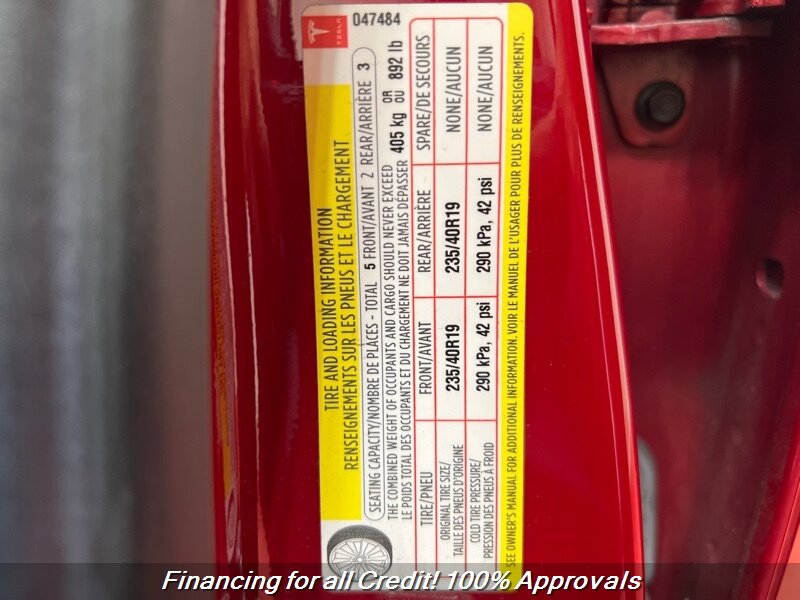 TESLA
047484
TIRE AND LOADING INFORMATION
RENSEIGNEMENTS SUR LES PNEUS ET LE CHARGEMENT
SEATING CAPACITY/NOMBRE DE PLACES - TOTAL 5 FRONT/AVANT 2 REAR/ARRIÈRE 3
THE COMBINED WEIGHT OF OCCUPANTS AND CARGO SHOULD NEVER EXCEED
LE POIDS TOTAL DES OCCUPANTS ET DU CHARGEMENT NE DOIT JAMAIS DÉPASSER
405 kg OR OU 892 lb
TIRE/PNEU FRONT/AVANT REAR/ARRIÈRE SPARE/DE SECOURS
ORIGINAL TIRE SIZE/
TAILLE DES PNEUS D'ORIGINE 235/40R19 235/40R19 NONE/AUCUN
COLD TIRE PRESSURE/
PRESSION DES PNEUS À FROID 290 kPa, 42 psi 290 kPa, 42 psi NONE/AUCUN
SEE OWNER'S MANUAL FOR ADDITIONAL INFORMATION. VOIR LE MANUEL DE L'USAGER POUR PLUS DE RENSEIGNEMENTS.
Financing for all Credit! 100% Approvals